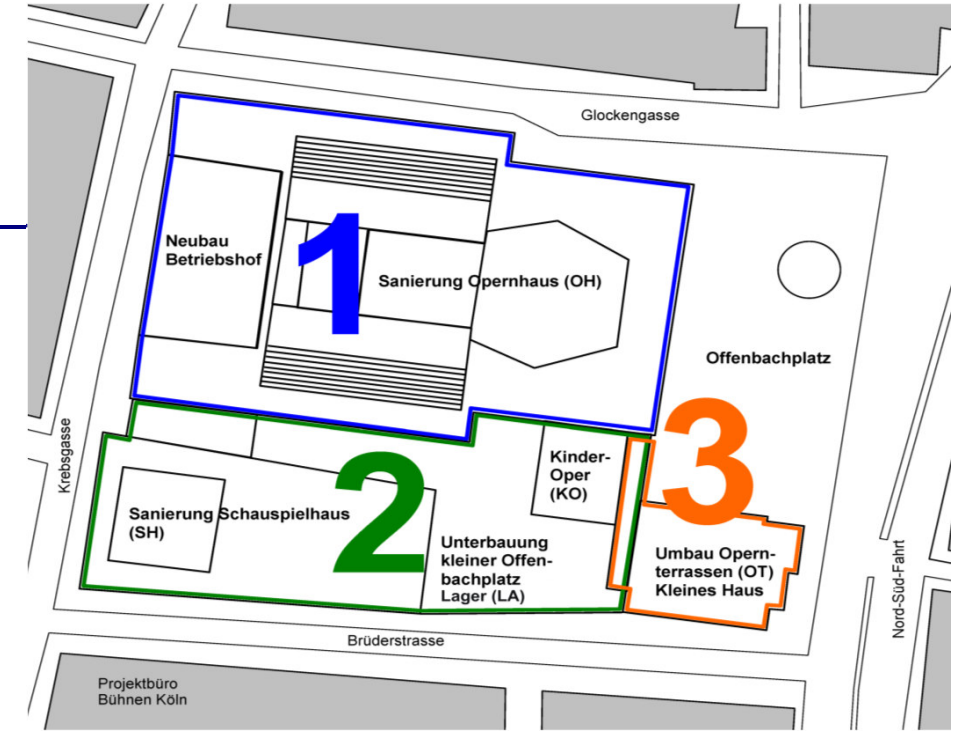 Glockengasse
Neubau
Betriebshof
1
Sanierung Opernhaus (OH)
Offenbachplatz
Krebsgasse
2
3
Kinder-
Oper
(KO)
Sanierung Schauspielhaus
(SH)
Unterbauung
kleiner Offen-
bachplatz
Lager (LA)
Umbau Opern-
terrassen (OT)
Kleines Haus
Nord-Süd-Fahrt
Brüderstrasse
Projektbüro
Bühnen Köln